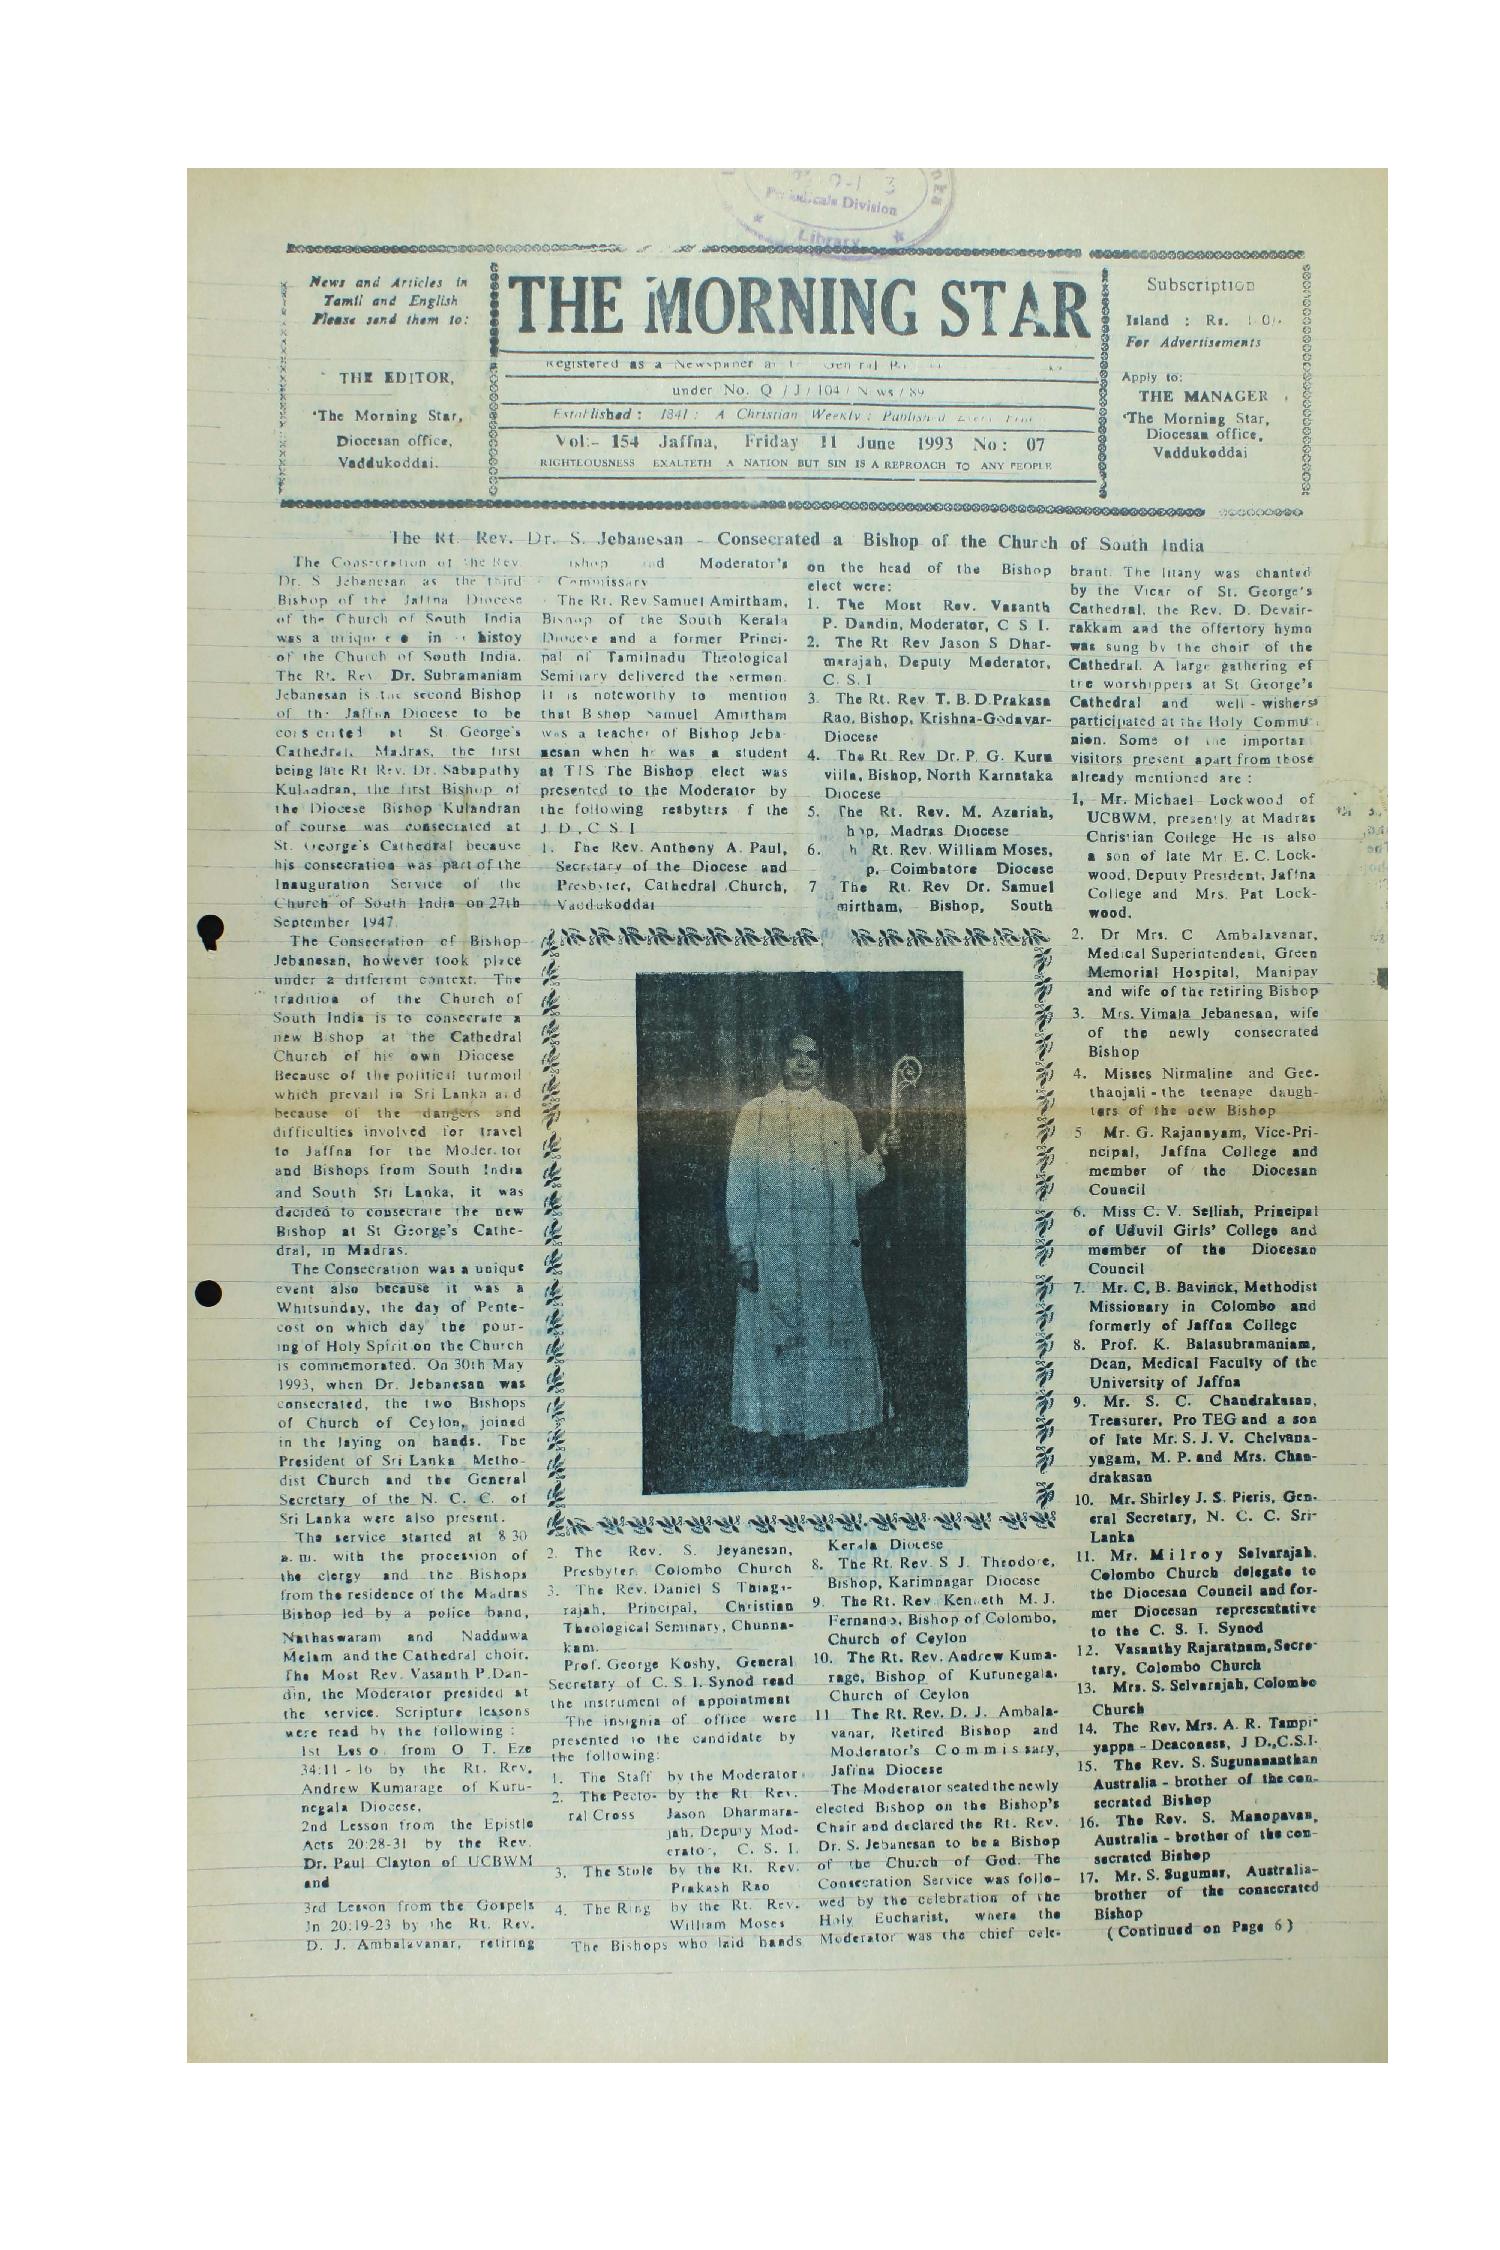 Periodicals Division
Library
News and Articles in
Tamil and English
Please send them to:
THE EDITOR,
'The Morning Star,
Diocesan office,
Vaddukoddai.
THE MORNING STAR
Registered as a Newspaper
under No. Q / J / 104 / News / 89
Established : 1841 : A Christian Weekly : Published Every
Vol:- 154 Jaffna, Friday 11 June 1993 No : 07
RIGHTEOUSNESS EXALTETH A NATION BUT SIN IS A REPROACH TO ANY PEOPLE
Subscription
Island : Rs.
For Advertisements
Apply to:
THE MANAGER
'The Morning Star,
Diocesan office,
Vaddukoddai
The Rt. Rev. Dr. S. Jebanesan - Consecrated a Bishop of the Church of South India
The Consecration of the Rev.
Dr. S Jebanesan as the third
Bishop of the Jaffna Diocese
of the Church of South India
was a unique in histoy
of the Church of South India.
The Rt. Rev Dr. Subramaniam
Jebanesan is the second Bishop
of the Jaffna Diocese to be
at St. George's
Cathedral, Madras, the first
being late Rt Rev. Dr. Sabapathy
Kulandran, the first Bishop of
the Diocese Bishop Kulandran
of course was consecrated at
St. George's Cathedral because
his consecration was part of the
Inauguration Service of the
Church of South India on 27th
September 1947.
The Consecration of Bishop
Jebanesan, however took place
under a different context. The
tradition of the Church of
South India is to consecrate a
new Bishop at the Cathedral
Church of his own Diocese
Because of the political turmoil
which prevail in Sri Lanka and
because of the dangers and
difficulties involved for travel
to Jaffna for the Moderator
and Bishops from South India
and South Sri Lanka, it was
decided to consecrate the new
Bishop at St George's Cathe-
dral, in Madras.
The Consecration was a unique
event also because it was a
Whitsunday, the day of Pente-
cost on which day the pour-
ing of Holy Spirit on the Church
is commemorated. On 30th May
1993, when Dr. Jebanesan was
consecrated, the two Bishops
of Church of Ceylon, joined
in the laying on hands. The
President of Sri Lanka Metho-
dist Church and the General
Secretary of the N. C. C. of
Sri Lanka were also present.
The service started at 8 30
a. m. with the procession of
the clergy and the Bishops
from the residence of the Madras
Bishop led by a police band,
Nathaswaram and Nadduwa
Melam and the Cathedral choir.
The Most Rev. Vasanth P. Dan-
din, the Moderator presided at
the service. Scripture lessons
were read by the following :
1st from O T. Eze
34:11 - 16 by the Rt. Rev.
Andrew Kumarage of Kuru-
negala Diocese,
2nd Lesson from the Epistle
Acts 20:28-31 by the Rev.
Dr. Paul Clayton of UCBWM
and
3rd Lesson from the Gospels
Jn 20:19-23 by the Rt. Rev.
D. J. Ambalavanar, retiring
Moderator's
Commissary
The Rt. Rev Samuel Amirtham,
Bishop of the South Kerala
Diocese and a former Princi-
pal of Tamilnadu Theological
Seminary delivered the sermon.
It is noteworthy to mention
that Bishop Samuel Amirtham
was a teacher of Bishop Jeba-
nesan when he was a student
at TTS The Bishop elect was
presented to the Moderator by
the following
J. D., C. S. I
1. The Rev. Anthony A. Paul,
Secretary of the Diocese and
Presbyter, Cathedral Church,
Vaddukoddai
2. The Rev. S. Jeyanesan,
Presbyter, Colombo Church
3. The Rev. Daniel S Thiag-
rajah, Principal, Christian
Theological Seminary, Chunna-
kam.
Prof. George Koshy, General
Secretary of C. S. I. Synod read
the instrument of appointment
The insignia of office were
presented to the candidate by
the following:
1. The Staff by the Moderator
2. The Pecto- by the Rt. Rev.
ral Cross Jason Dharmara-
jah, Deputy Mod-
erator, C. S. I.
3. The Stole by the Rt. Rev.
Prakash Rao
4. The Ring by the Rt. Rev.
William Moses
The Bishops who laid hands
on the head of the Bishop
elect were:
1. The Most Rev. Vasanth
P. Dandin, Moderator, C S I.
2. The Rt Rev Jason S Dhar-
marajah, Deputy Moderator,
C. S. I
3. The Rt. Rev T. B. D. Prakasa
Rao, Bishop, Krishna-Godavar-
Diocese
4. The Rt Rev Dr. P. G. Kura
villa, Bishop, North Karnataka
Diocese
5. The Rt. Rev. M. Azariah,
Madras Diocese
6. Rt. Rev. William Moses,
Coimbatore Diocese
7 The Rt. Rev Dr. Samuel
Bishop, South
Kerala Diocese
8. The Rt. Rev. S J. Theodore,
Bishop, Karimnagar Diocese
9. The Rt. Rev. Kenneth M. J.
Fernando, Bishop of Colombo,
Church of Ceylon
10. The Rt. Rev. Andrew Kuma-
rage, Bishop of Kurunegala,
Church of Ceylon
11 The Rt. Rev. D. J. Ambala-
vanar, Retired Bishop and
Moderator's Commissary,
Jaffna Diocese
The Moderator seated the newly
elected Bishop on the Bishop's
Chair and declared the Rt. Rev.
Dr. S. Jebanesan to be a Bishop
of the Church of God. The
Consecration Service was follo-
wed by the celebration of the
Holy Eucharist, where the
Moderator was the chief cele-
brant. The litany was chanted
by the Vicar of St. George's
Cathedral, the Rev. D. Devair-
rakkam and the offertory hymn
was sung by the choir of the
Cathedral. A large gathering of
the worshippers at St George's
Cathedral and well - wishers
participated at the Holy Commu-
nion. Some of the important
visitors present apart from those
already mentioned are :
1, Mr. Michael Lockwood of
UCBWM, presently at Madras
Christian College He is also
a son of late Mr. E. C. Lock-
wood, Deputy President, Jaffna
College and Mrs. Pat Lock-
wood.
2. Dr Mrs. C Ambalavanar,
Medical Superintendent, Green
Memorial Hospital, Manipay
and wife of the retiring Bishop
3. Mrs. Vimala Jebanesan, wife
of the newly consecrated
Bishop
4. Misses Nirmaline and Gee-
thanjali - the teenage daugh-
ters of the new Bishop
5 Mr. G. Rajanayam, Vice-Pri-
ncipal, Jaffna College and
member of the Diocesan
Council
6. Miss C. V. Selliah, Principal
of Uduvil Girls' College and
member of the Diocesan
Council
7. Mr. C. B. Bavinck, Methodist
Missionary in Colombo and
formerly of Jaffna College
8. Prof. K. Balasubramaniam,
Dean, Medical Faculty of the
University of Jaffna
9. Mr. S. C. Chandrakasan,
Treasurer, Pro TEG and a son
of late Mr. S. J. V. Chelvana-
yagam, M. P. and Mrs. Chan-
drakasan
10. Mr. Shirley J. S. Pieris, Gen-
eral Secretary, N. C. C. Sri-
Lanka
11. Mr. Milroy Selvarajah,
Colombo Church delegate to
the Diocesan Council and for-
mer Diocesan representative
to the C. S. I. Synod
12. Vasanthy Rajaratnam, Secre-
tary, Colombo Church
13. Mrs. S. Selvarajah, Colombo
Church
14. The Rev. Mrs. A. R. Tampi-
yappa - Deaconess, J D., C.S.I.
15. The Rev. S. Sugunananthan
Australia - brother of the con-
secrated Bishop
16. The Rev. S. Manopavan,
Australia - brother of the con-
secrated Bishop
17. Mr. S. Sugumar, Australia-
brother of the consecrated
Bishop
( Continued on Page 6 )